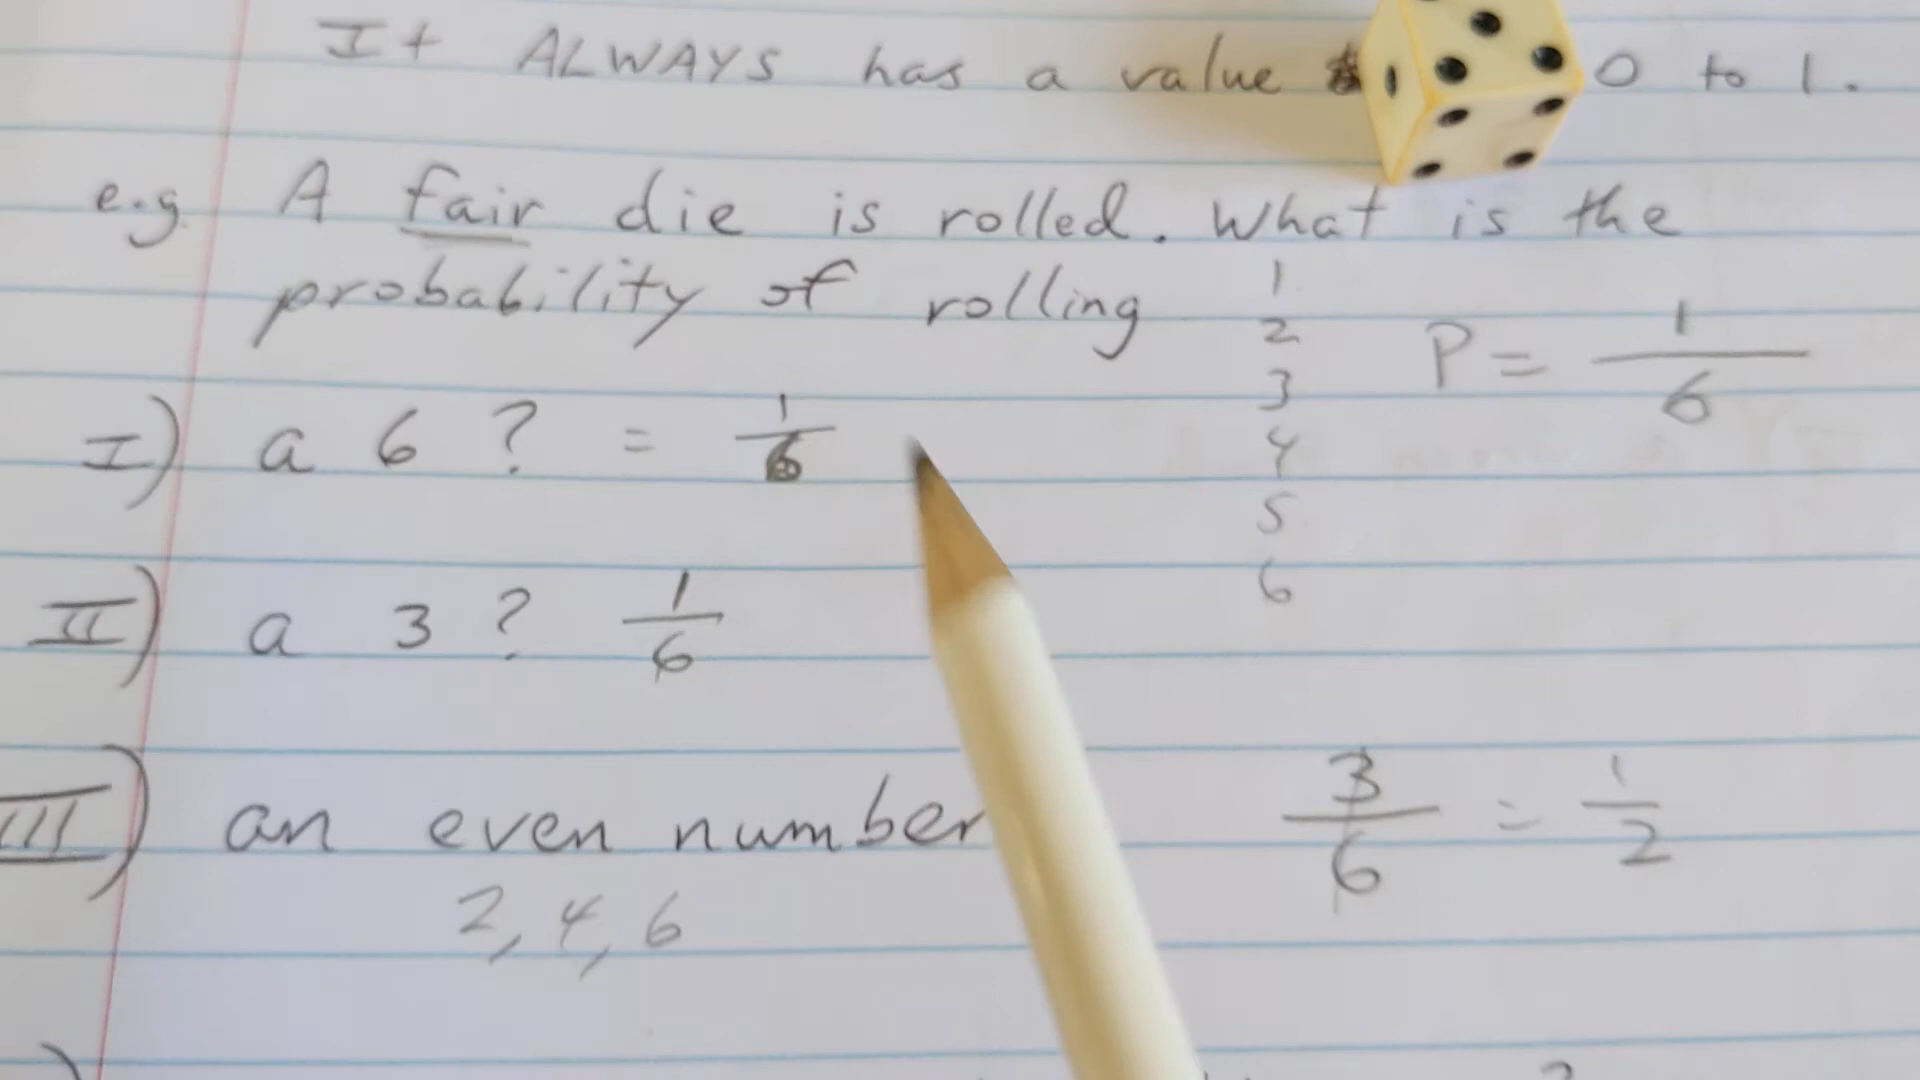 It ALWAYS has a value 0 to 1.
e.g. A fair die is rolled. What is the
probability of rolling
1
2
3
4
5
6
P = 1/6
I) a 6 ? = 1/6
II) a 3 ? 1/6
III) an even number 3/6 = 1/2
2, 4, 6